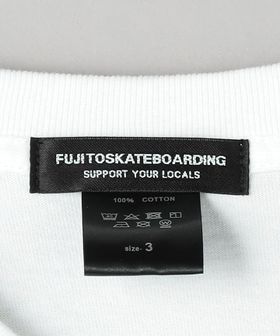 FUJITOSKATEBOARDING
SUPPORT YOUR LOCALS
100% COTTON
size- 3